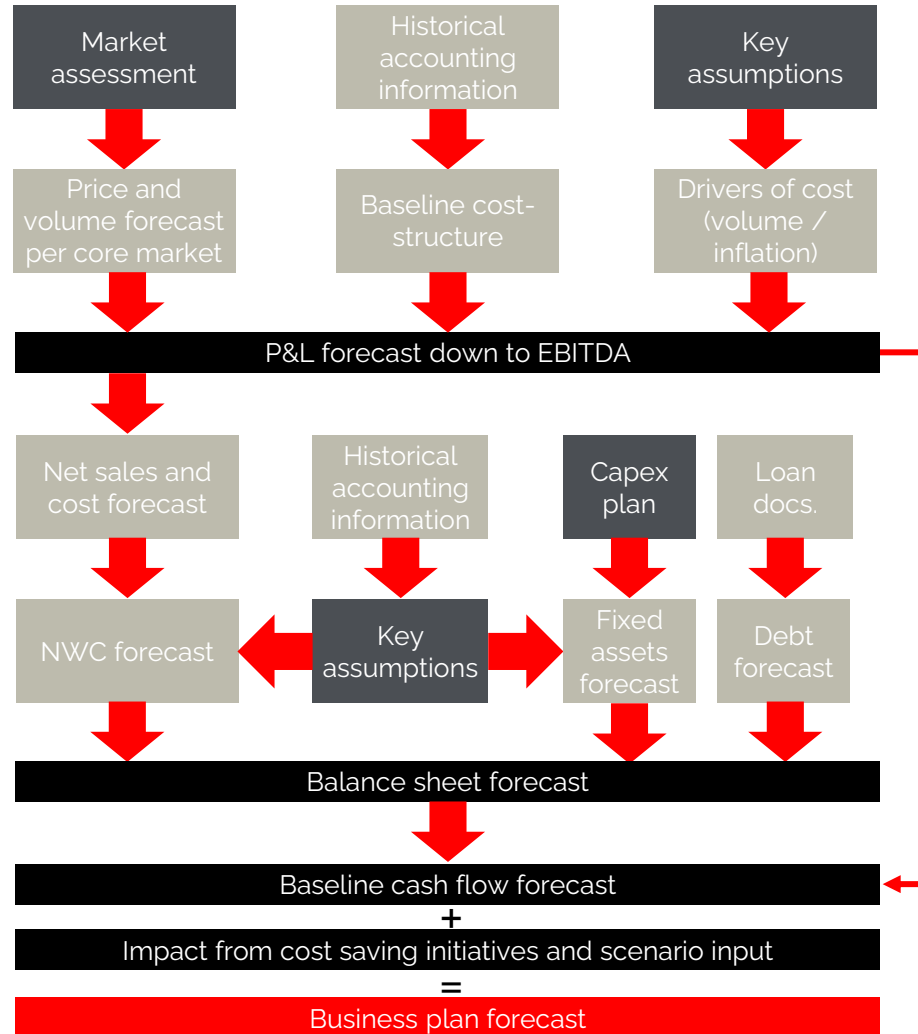 Market
assessment
Historical
accounting
information
Key
assumptions
Price and
volume forecast
per core market
Baseline cost-
structure
Drivers of cost
(volume /
inflation)
P&L forecast down to EBITDA
Net sales and
cost forecast
Historical
accounting
information
Capex
plan
Loan
docs.
NWC forecast
Key
assumptions
Fixed
assets
forecast
Debt
forecast
Balance sheet forecast
Baseline cash flow forecast
+
Impact from cost saving initiatives and scenario input
=
Business plan forecast